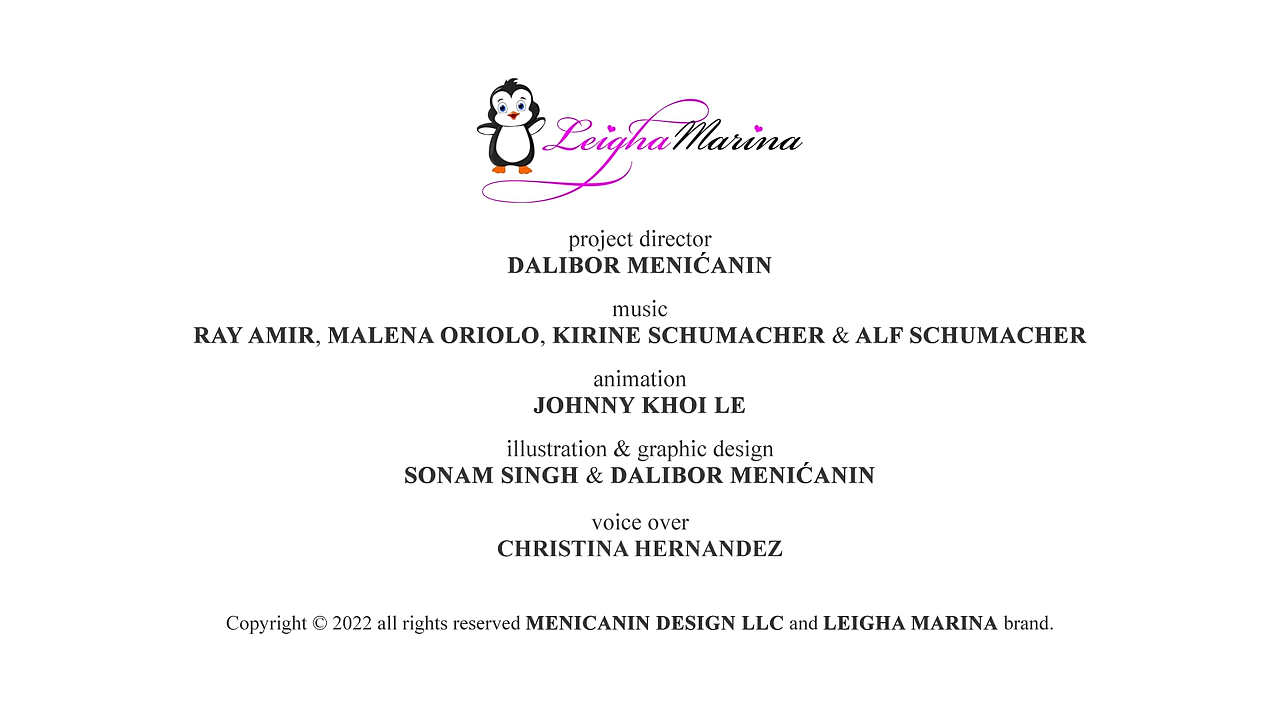 LeighaMarina
project director
DALIBOR MENIĆANIN
music
RAY AMIR, MALENA ORIOLO, KIRINE SCHUMACHER & ALF SCHUMACHER
animation
JOHNNY KHOI LE
illustration & graphic design
SONAM SINGH & DALIBOR MENIĆANIN
voice over
CHRISTINA HERNANDEZ
Copyright © 2022 all rights reserved MENICANIN DESIGN LLC and LEIGHA MARINA brand.